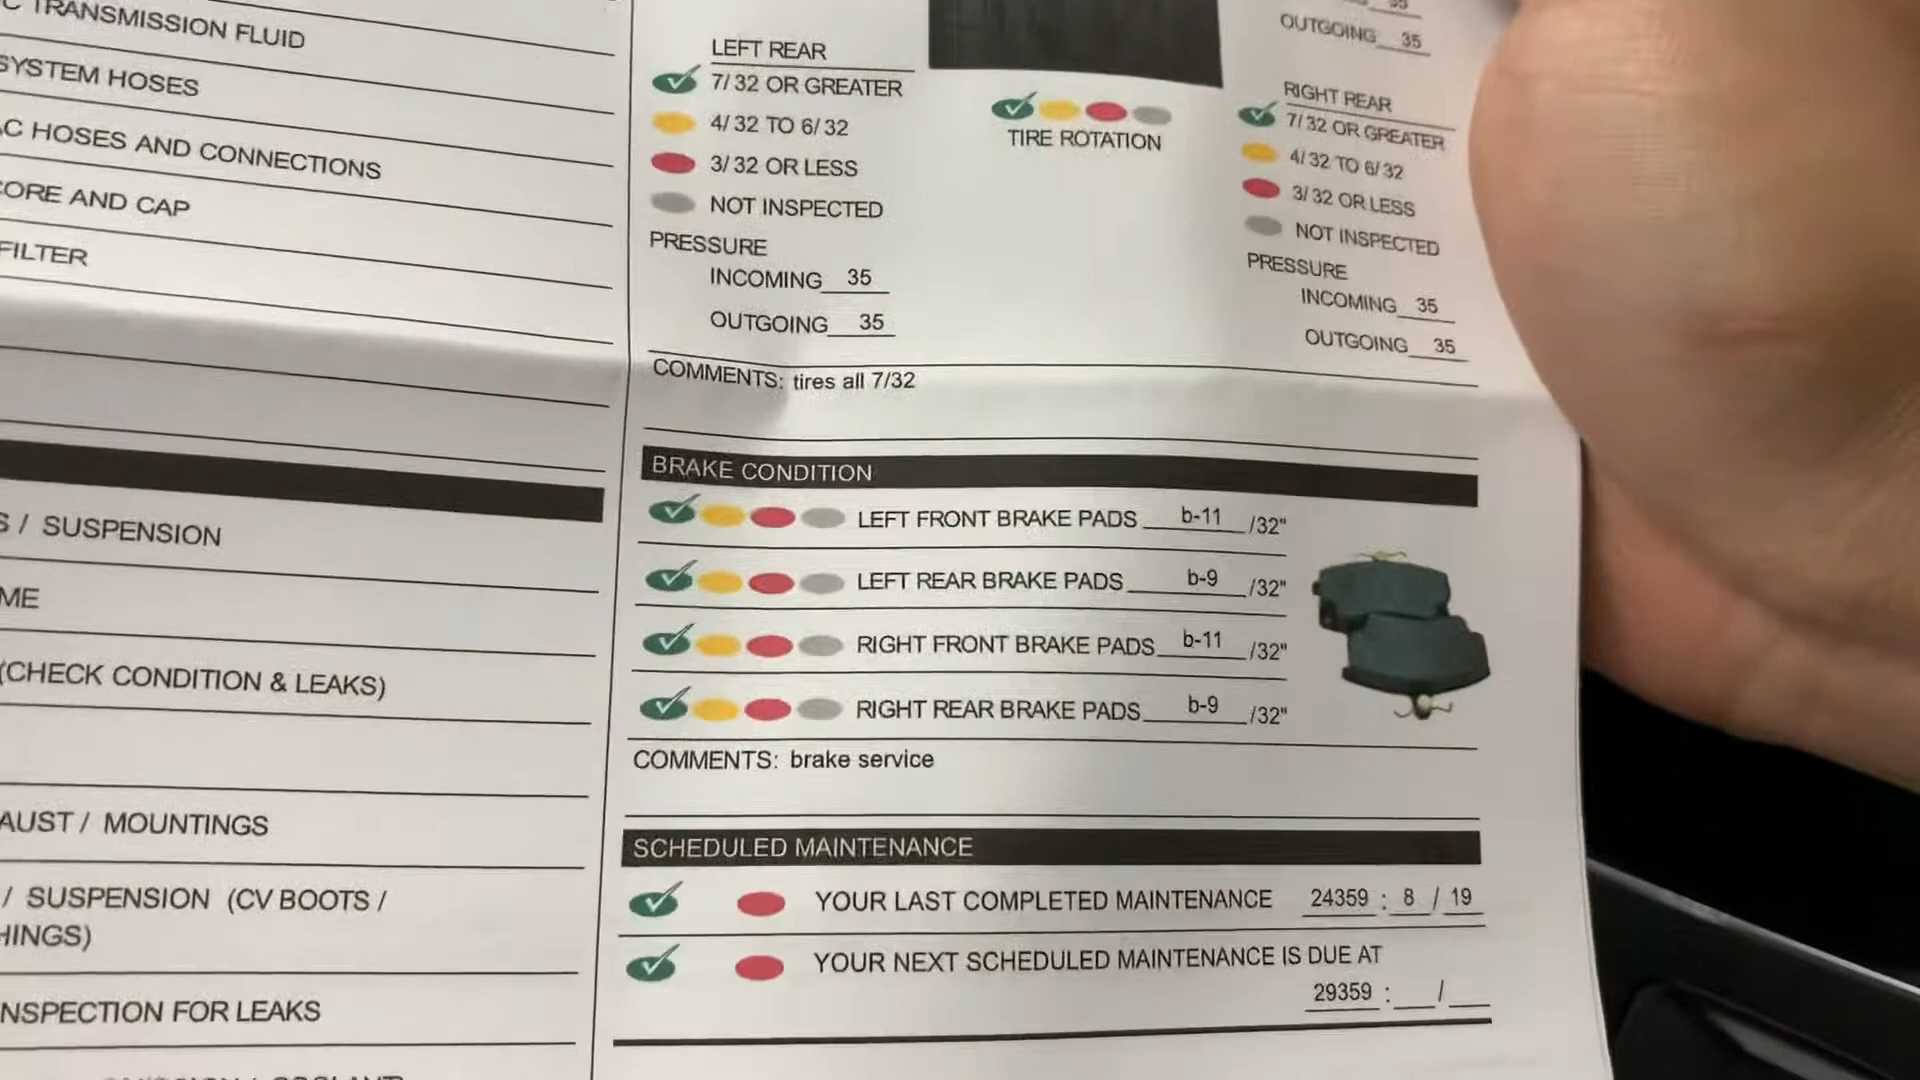 TRANSMISSION FLUID
SYSTEM HOSES
HOSES AND CONNECTIONS
AND CAP
FILTER
/ SUSPENSION
(CHECK CONDITION & LEAKS)
/ MOUNTINGS
/ SUSPENSION (CV BOOTS /
INSPECTION FOR LEAKS
LEFT REAR
7/32 OR GREATER
4/32 TO 6/32
3/32 OR LESS
NOT INSPECTED
PRESSURE
INCOMING 35
OUTGOING 35
TIRE ROTATION
OUTGOING 35
RIGHT REAR
7/32 OR GREATER
4/32 TO 6/32
3/32 OR LESS
NOT INSPECTED
PRESSURE
INCOMING 35
OUTGOING 35
COMMENTS: tires all 7/32
BRAKE CONDITION
LEFT FRONT BRAKE PADS b-11 /32"
LEFT REAR BRAKE PADS b-9 /32"
RIGHT FRONT BRAKE PADS b-11 /32"
RIGHT REAR BRAKE PADS b-9 /32"
COMMENTS: brake service
SCHEDULED MAINTENANCE
YOUR LAST COMPLETED MAINTENANCE 24359 : 8 / 19
YOUR NEXT SCHEDULED MAINTENANCE IS DUE AT
29359 : /